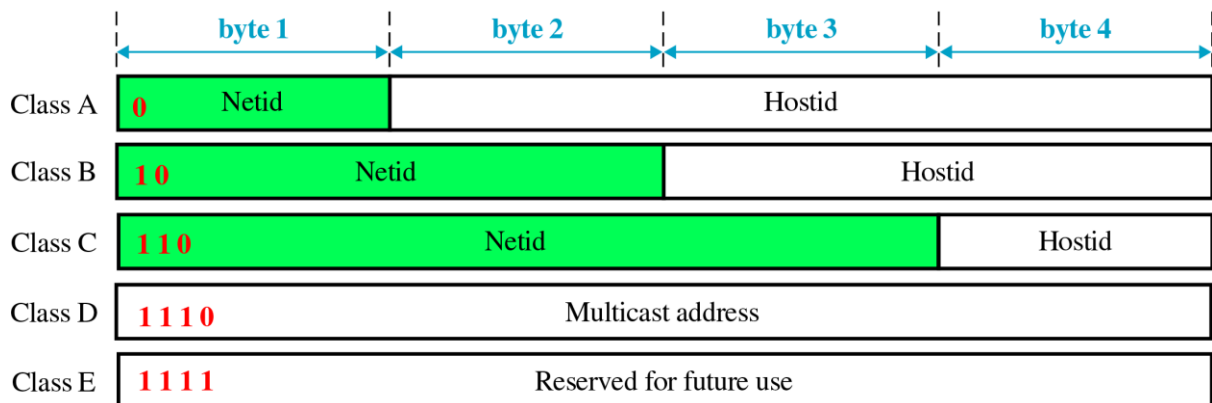 byte 1 byte 2 byte 3 byte 4
Class A 0 Netid Hostid
Class B 1 0 Netid Hostid
Class C 1 1 0 Netid Hostid
Class D 1 1 1 0 Multicast address
Class E 1 1 1 1 Reserved for future use